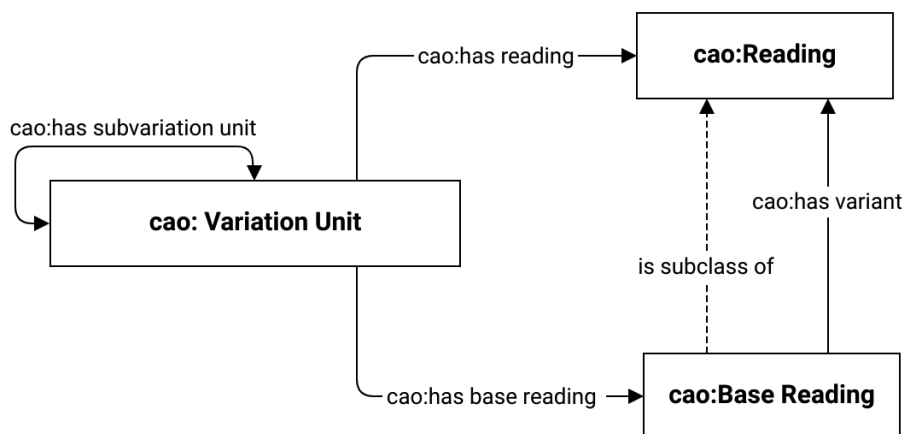 cao:has reading
cao:Reading
cao:has subvariation unit
cao: Variation Unit
cao:has variant
is subclass of
cao:has base reading
cao:Base Reading